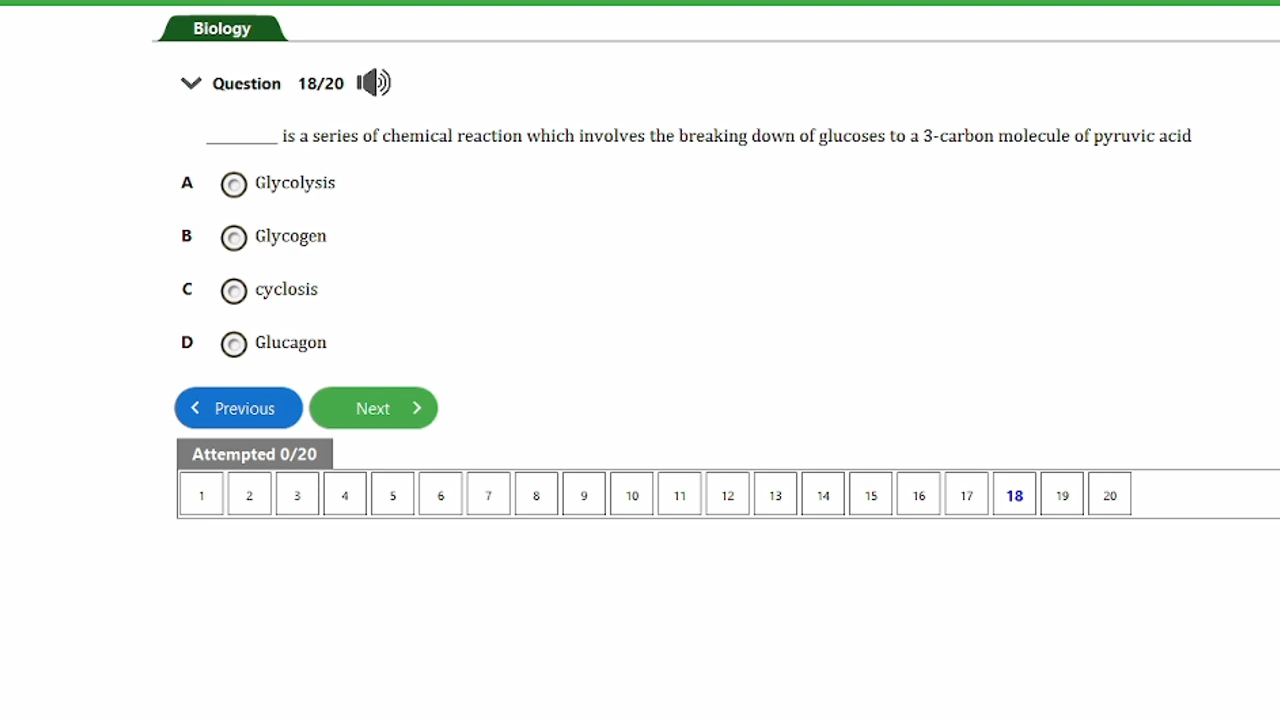 Biology
Question 18/20
________ is a series of chemical reaction which involves the breaking down of glucoses to a 3-carbon molecule of pyruvic acid
A Glycolysis
B Glycogen
C cyclosis
D Glucagon
Previous Next
Attempted 0/20
1 2 3 4 5 6 7 8 9 10 11 12 13 14 15 16 17 18 19 20